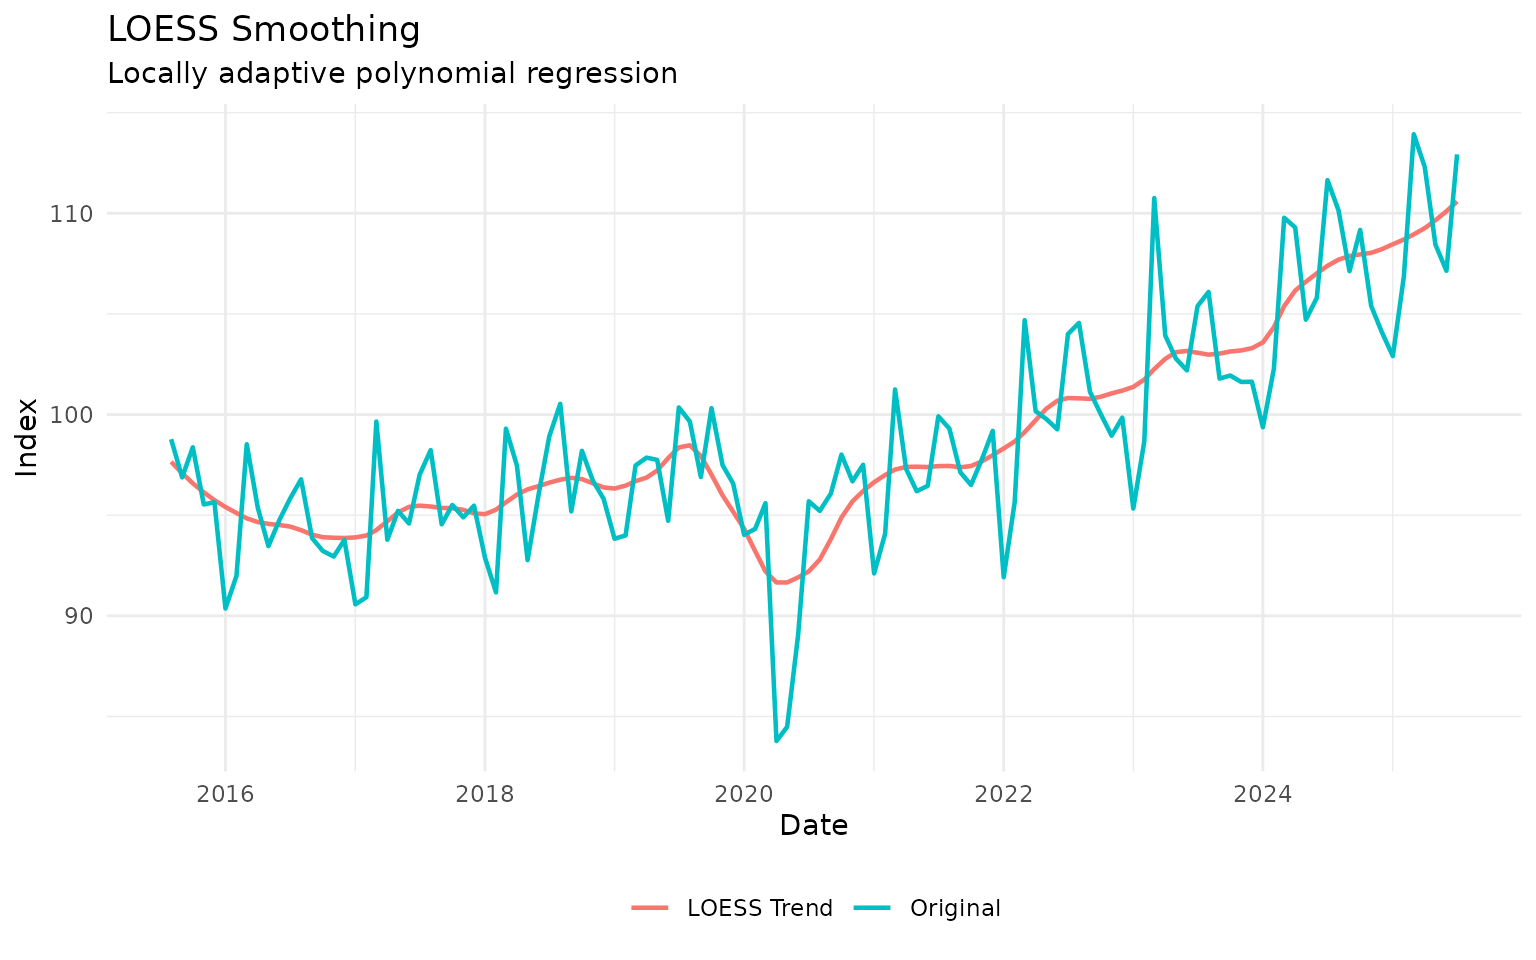 LOESS Smoothing
Locally adaptive polynomial regression
Index
110
100
90
2016 2018 2020 2022 2024
Date
LOESS Trend Original